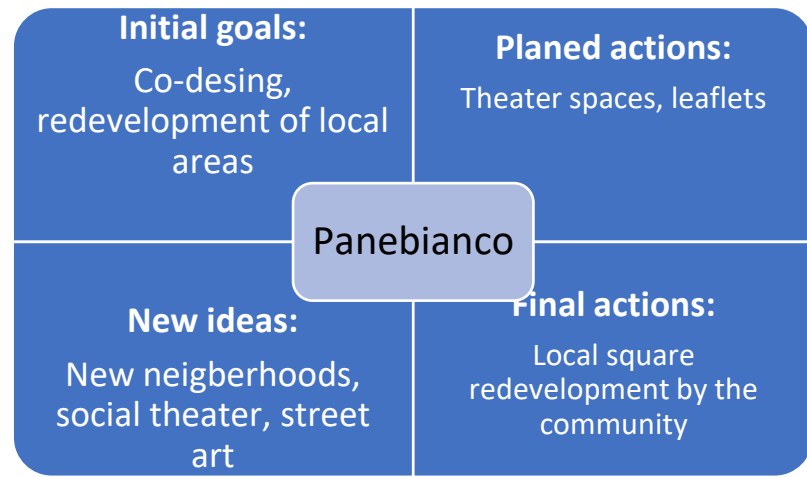 Initial goals:
Co-desing,
redevelopment of local
areas
Planed actions:
Theater spaces, leaflets
Panebianco
New ideas:
New neigberhoods,
social theater, street
art
Final actions:
Local square
redevelopment by the
community